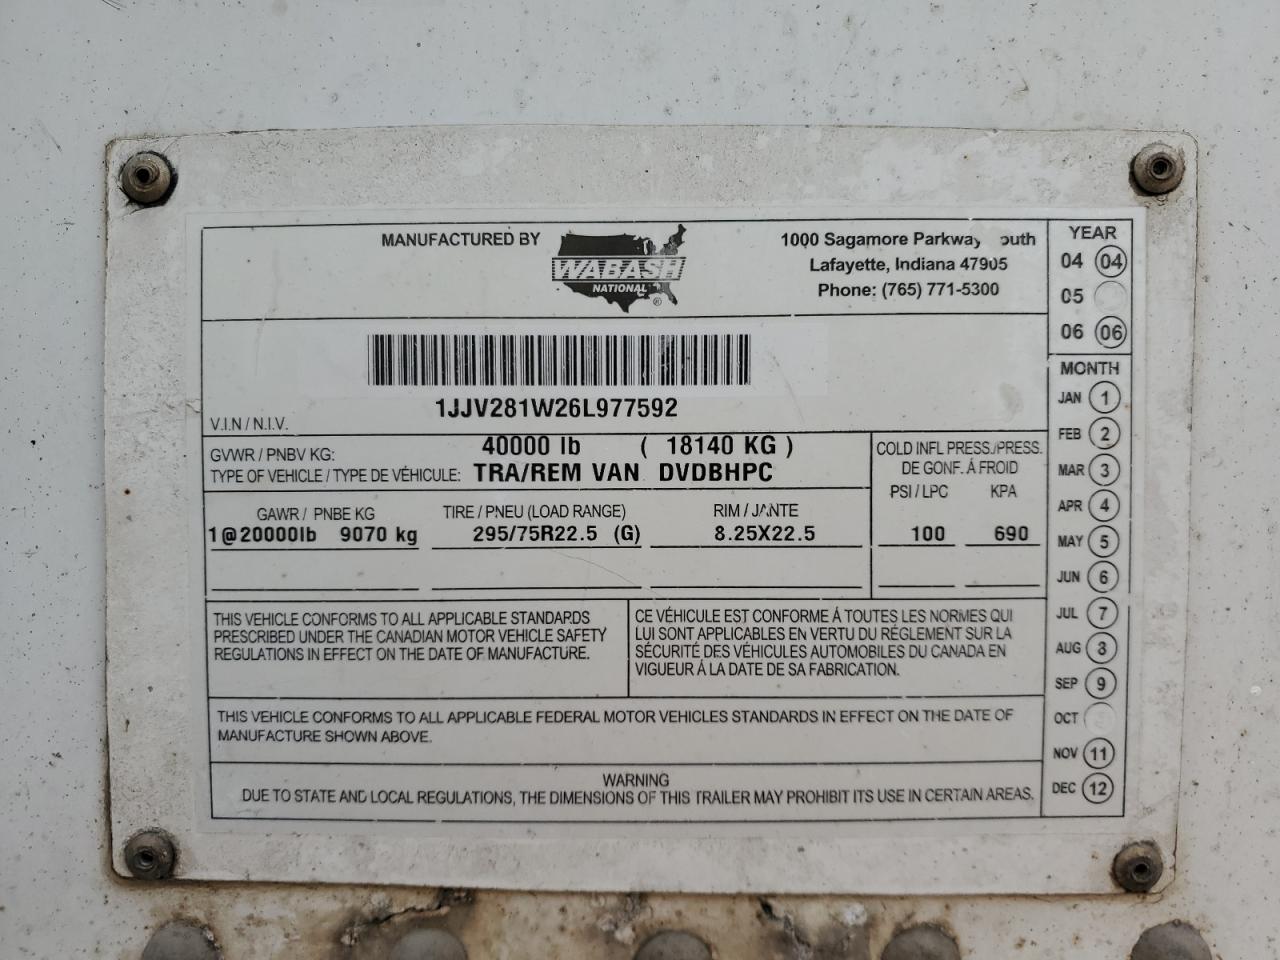 MANUFACTURED BY
WABASH
NATIONAL ®
1000 Sagamore Parkway outh
Lafayette, Indiana 47905
Phone: (765) 771-5300
1JJV281W26L977592
V.I.N / N.I.V.
GVWR / PNBV KG: 40000 lb ( 18140 KG )
TYPE OF VEHICLE / TYPE DE VÉHICULE: TRA/REM VAN DVDBHPC
COLD INFL PRESS./PRESS.
DE GONF. Á FROID
PSI / LPC KPA
GAWR / PNBE KG TIRE / PNEU (LOAD RANGE) RIM / JANTE
1@20000lb 9070 kg 295/75R22.5 (G) 8.25X22.5 100 690
THIS VEHICLE CONFORMS TO ALL APPLICABLE STANDARDS
PRESCRIBED UNDER THE CANADIAN MOTOR VEHICLE SAFETY
REGULATIONS IN EFFECT ON THE DATE OF MANUFACTURE.
CE VÉHICULE EST CONFORME Á TOUTES LES NORMES QUI
LUI SONT APPLICABLES EN VERTU DU RÉGLEMENT SUR LA
SÉCURITÉ DES VÉHICULES AUTOMOBILES DU CANADA EN
VIGUEUR Á LA DATE DE SA FABRICATION.
THIS VEHICLE CONFORMS TO ALL APPLICABLE FEDERAL MOTOR VEHICLES STANDARDS IN EFFECT ON THE DATE OF
MANUFACTURE SHOWN ABOVE.
WARNING
DUE TO STATE AND LOCAL REGULATIONS, THE DIMENSIONS OF THIS TRAILER MAY PROHIBIT ITS USE IN CERTAIN AREAS.
YEAR
04 04
05
06 06
MONTH
JAN 1
FEB 2
MAR 3
APR 4
MAY 5
JUN 6
JUL 7
AUG 8
SEP 9
OCT
NOV 11
DEC 12